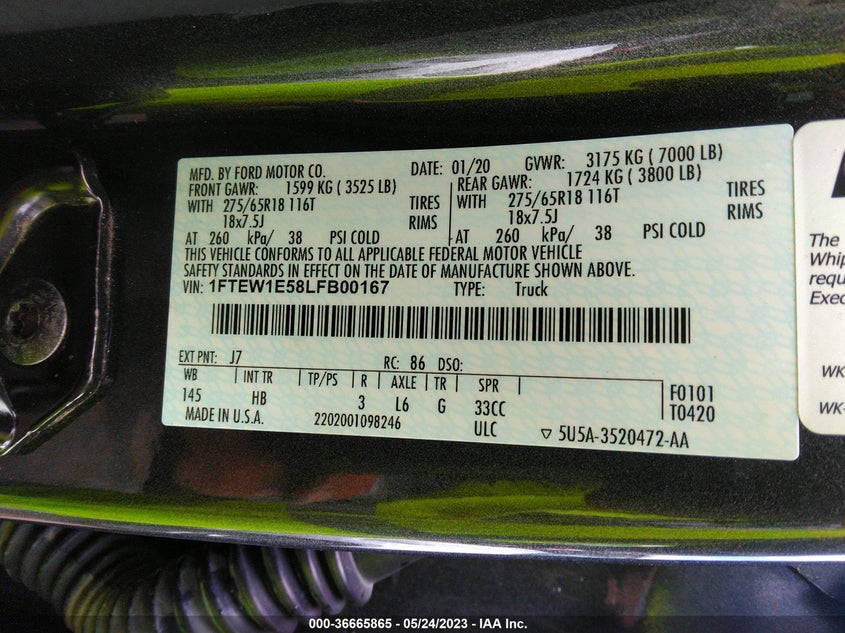 MFD. BY FORD MOTOR CO. DATE: 01/20 GVWR: 3175 KG ( 7000 LB)
FRONT GAWR: 1599 KG ( 3525 LB) REAR GAWR: 1724 KG ( 3800 LB)
WITH 275/65R18 116T TIRES WITH 275/65R18 116T TIRES
18x7.5J RIMS 18x7.5J RIMS
AT 260 kPa/ 38 PSI COLD AT 260 kPa/ 38 PSI COLD
THIS VEHICLE CONFORMS TO ALL APPLICABLE FEDERAL MOTOR VEHICLE
SAFETY STANDARDS IN EFFECT ON THE DATE OF MANUFACTURE SHOWN ABOVE.
VIN: 1FTEW1E58LFB00167 TYPE: Truck
EXT PNT: J7 RC: 86 DSO:
WB INT TR TP/PS R AXLE TR SPR F0101
145 HB 3 L6 G 33CC T0420
MADE IN U.S.A. 2202001098246 ULC ▽ 5U5A-3520472-AA
The
Whip
requ
Exec
WK
WK-
000-36665865 - 05/24/2023 - IAA Inc.